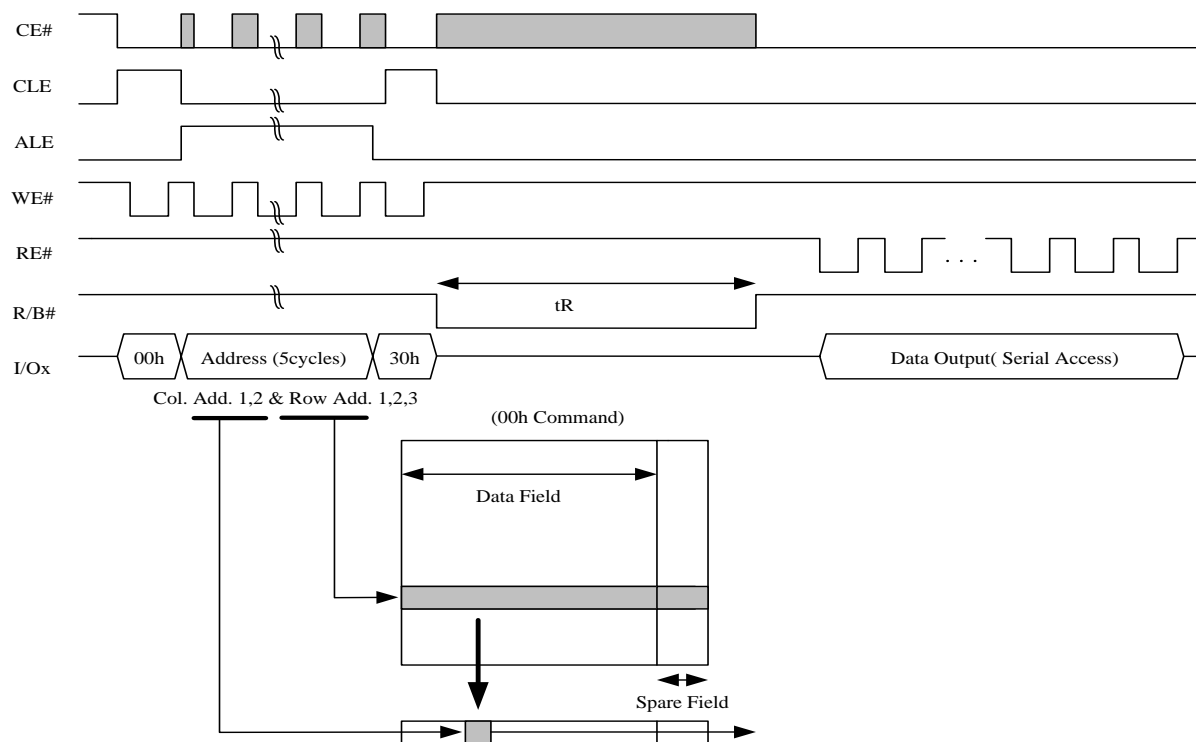 CE#
CLE
ALE
WE#
RE#
. . .
R/B#
tR
I/Ox
00h
Address (5cycles)
30h
Data Output( Serial Access)
Col. Add. 1,2 & Row Add. 1,2,3
(00h Command)
Data Field
Spare Field